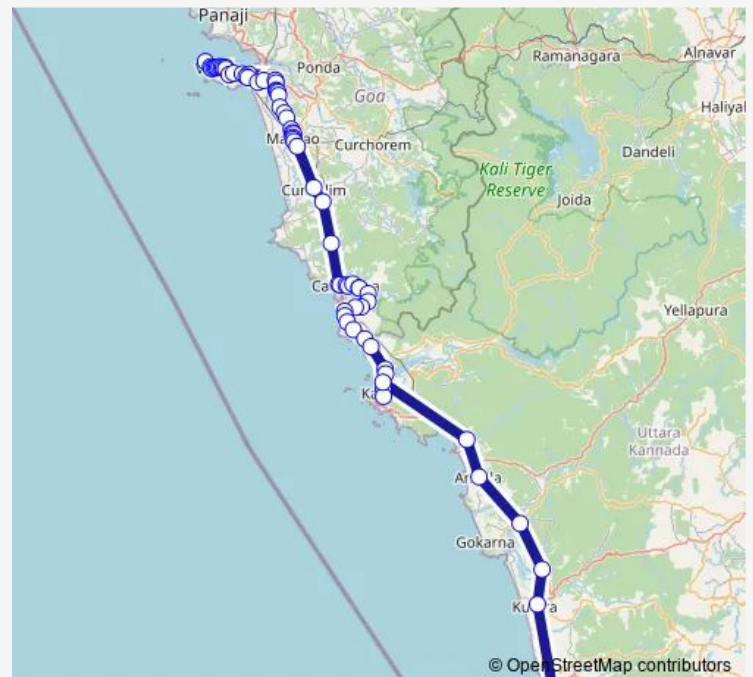 Panaji
Ponda
Ramanagara
Alnavar
Goa
Haliyal
Curchorem
Dandeli
Kali Tiger
Reserve
Joida
Yellapura
Uttara
Kannada
Gokarna
© OpenStreetMap contributors